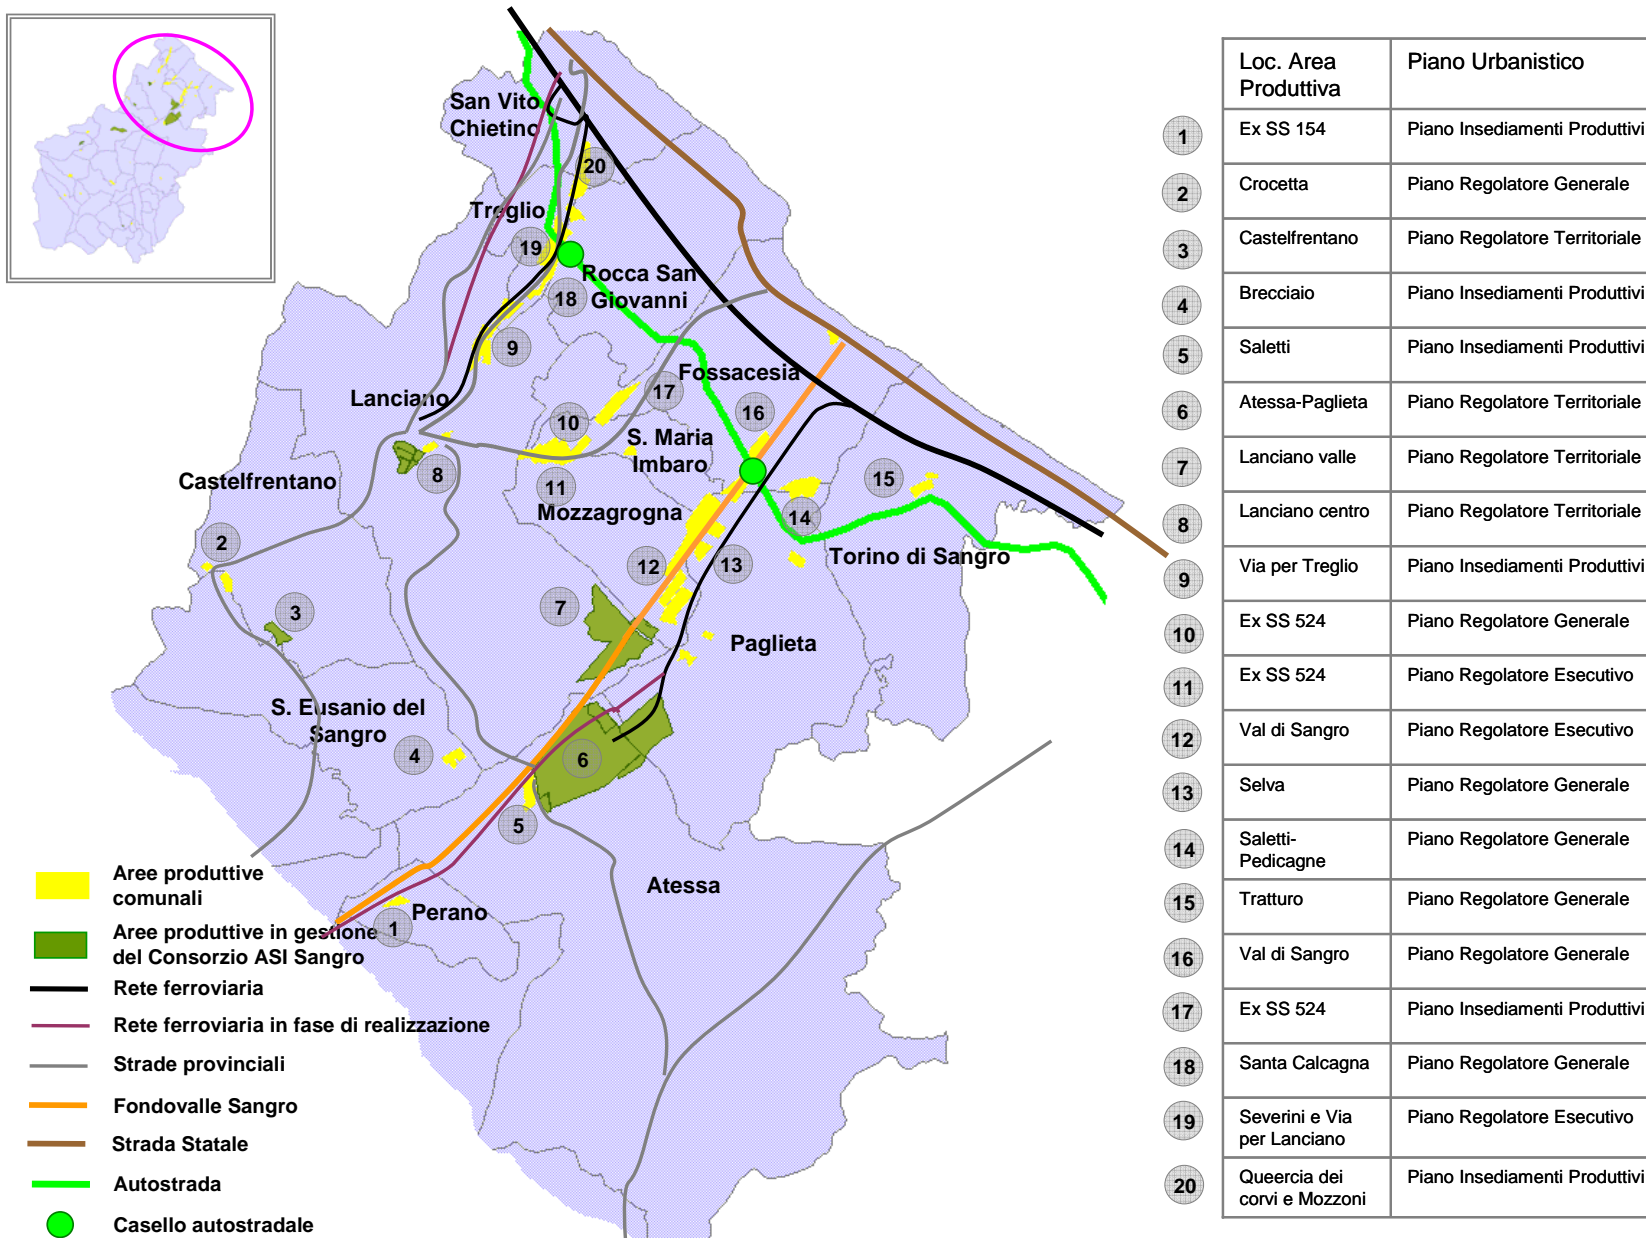 San Vito
Chietino
20
Treglio
19
Rocca San
Giovanni
18
9
Fossacesia
17
Lanciano
16
10
S. Maria
Imbaro
8
Castelfrentano
15
11
Mozzagrogna
14
2
12
13
Torino di Sangro
7
3
Paglieta
S. Eusanio del
Sangro
4
6
5
Atessa
Perano
1
Aree produttive
comunali
Aree produttive in gestione
del Consorzio ASI Sangro
Rete ferroviaria
Rete ferroviaria in fase di realizzazione
Strade provinciali
Fondovalle Sangro
Strada Statale
Autostrada
Casello autostradale
Loc. Area
Produttiva
Piano Urbanistico
1 Ex SS 154 Piano Insediamenti Produttivi
2 Crocetta Piano Regolatore Generale
3 Castelfrentano Piano Regolatore Territoriale
4 Brecciaio Piano Insediamenti Produttivi
5 Saletti Piano Insediamenti Produttivi
6 Atessa-Paglieta Piano Regolatore Territoriale
7 Lanciano valle Piano Regolatore Territoriale
8 Lanciano centro Piano Regolatore Territoriale
9 Via per Treglio Piano Insediamenti Produttivi
10 Ex SS 524 Piano Regolatore Generale
11 Ex SS 524 Piano Regolatore Esecutivo
12 Val di Sangro Piano Regolatore Esecutivo
13 Selva Piano Regolatore Generale
14 Saletti- Piano Regolatore Generale
Pedicagne
15 Tratturo Piano Regolatore Generale
16 Val di Sangro Piano Regolatore Generale
17 Ex SS 524 Piano Insediamenti Produttivi
18 Santa Calcagna Piano Regolatore Generale
19 Severini e Via Piano Regolatore Esecutivo
per Lanciano
20 Queercia dei Piano Insediamenti Produttivi
corvi e Mozzoni